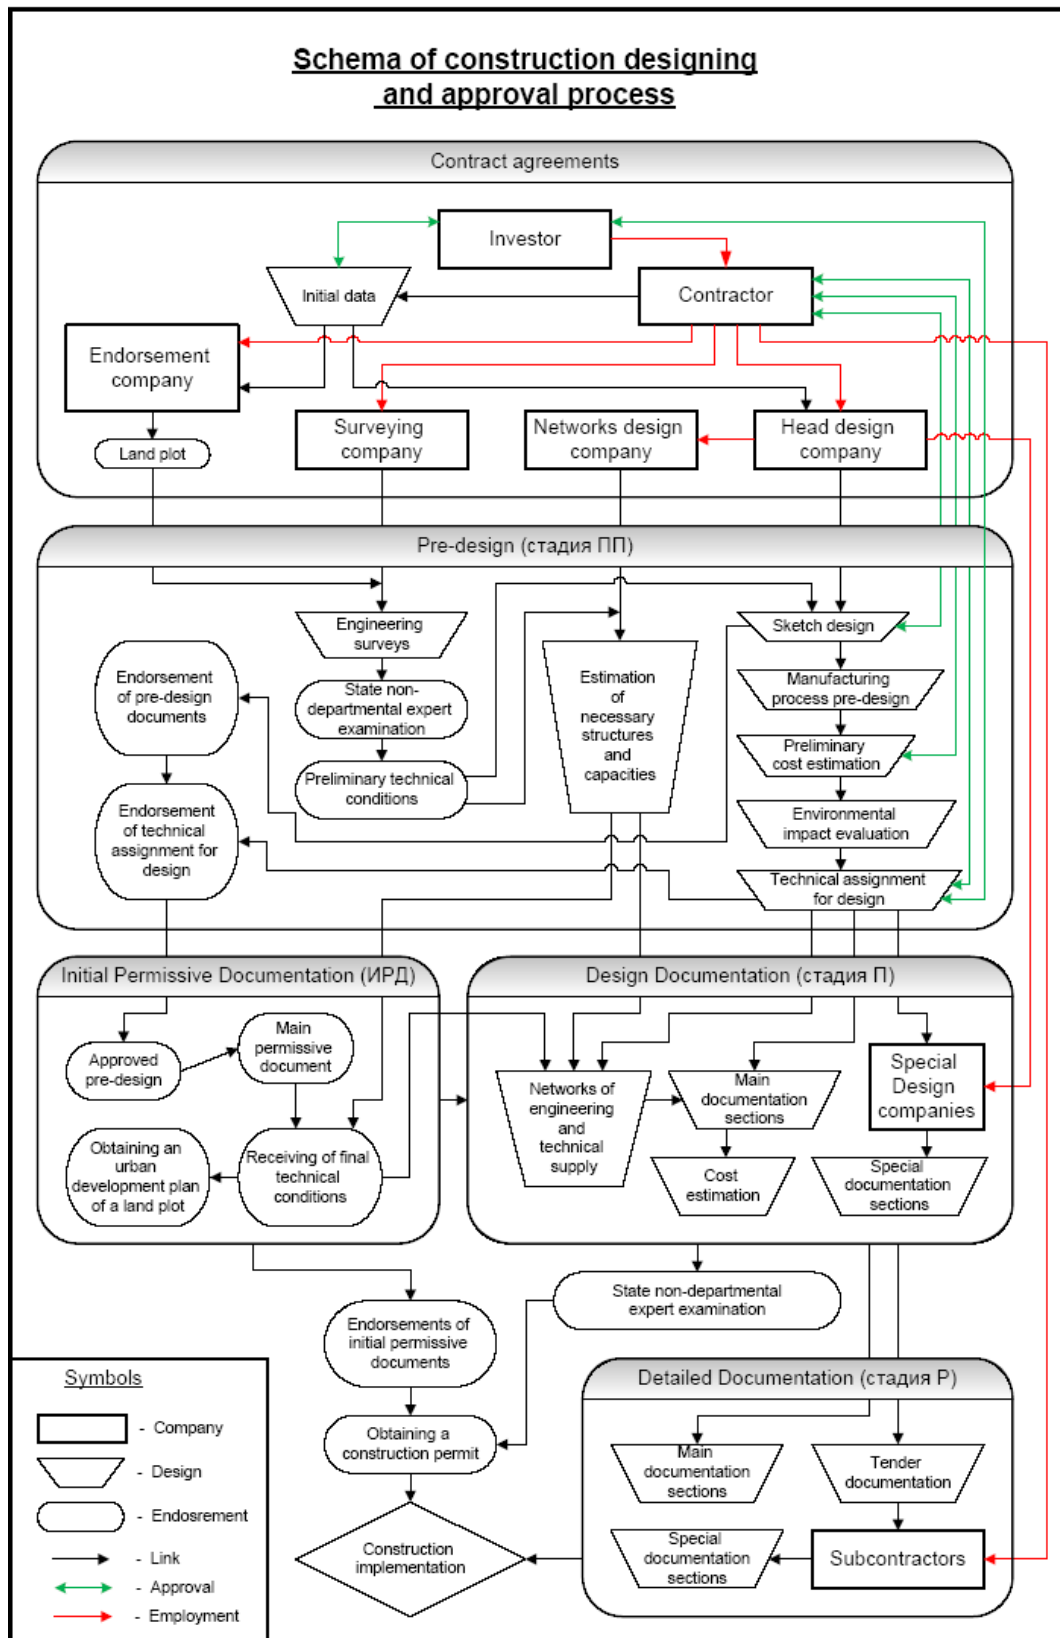 Schema of construction designing
and approval process
Contract agreements
Investor
Initial data
Contractor
Endorsement
company
Land plot
Surveying
company
Networks design
company
Head design
company
Pre-design (стадия ПП)
Engineering
surveys
Sketch design
Endorsement
of pre-design
documents
State non-
departmental expert
examination
Estimation
of
necessary
structures
and
capacities
Manufacturing
process pre-design
Preliminary technical
conditions
Preliminary
cost estimation
Endorsement
of technical
assignment for
design
Environmental
impact evaluation
Technical assignment
for design
Initial Permissive Documentation (ИРД)
Approved
pre-design
Main
permissive
document
Obtaining an
urban
development plan
of a land plot
Receiving of final
technical
conditions
Design Documentation (стадия П)
Networks of
engineering
and
technical
supply
Main
documentation
sections
Special
Design
companies
Cost
estimation
Special
documentation
sections
State non-departmental
expert examination
Endorsements of
initial permissive
documents
Obtaining a
construction permit
Construction
implementation
Detailed Documentation (стадия Р)
Main
documentation
sections
Tender
documentation
Special
documentation
sections
Subcontractors
Symbols
- Company
- Design
- Endosrement
- Link
- Approval
- Employment